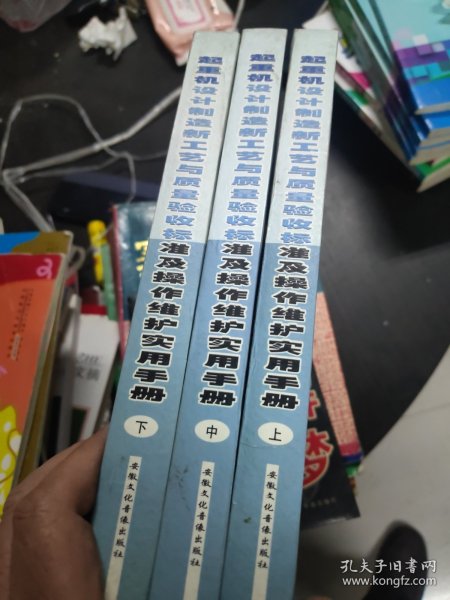 起重机设计制造新工艺与质量验收标准及操作维护实用手册
下
安徽文化音像出版社
起重机设计制造新工艺与质量验收标准及操作维护实用手册
中
安徽文化音像出版社
起重机设计制造新工艺与质量验收标准及操作维护实用手册
上
安徽文化音像出版社
孔夫子旧书网
www.kongfz.com